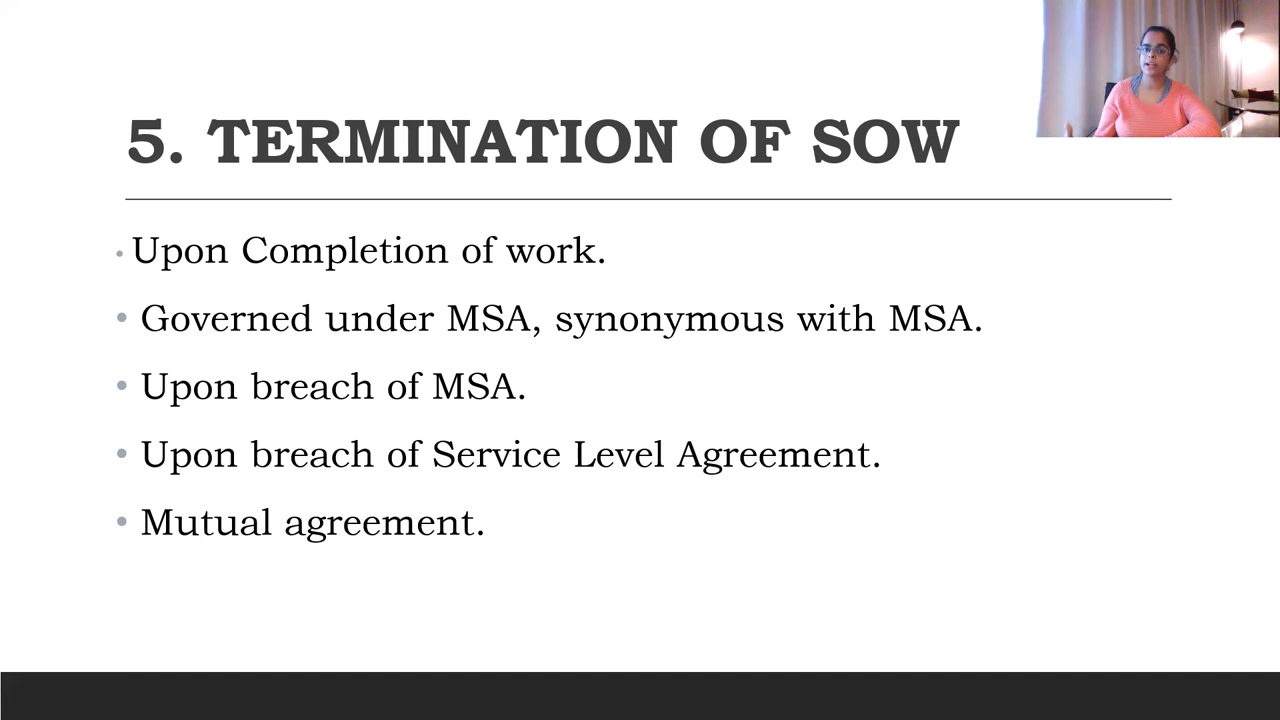 5. TERMINATION OF SOW
• Upon Completion of work.
• Governed under MSA, synonymous with MSA.
• Upon breach of MSA.
• Upon breach of Service Level Agreement.
• Mutual agreement.